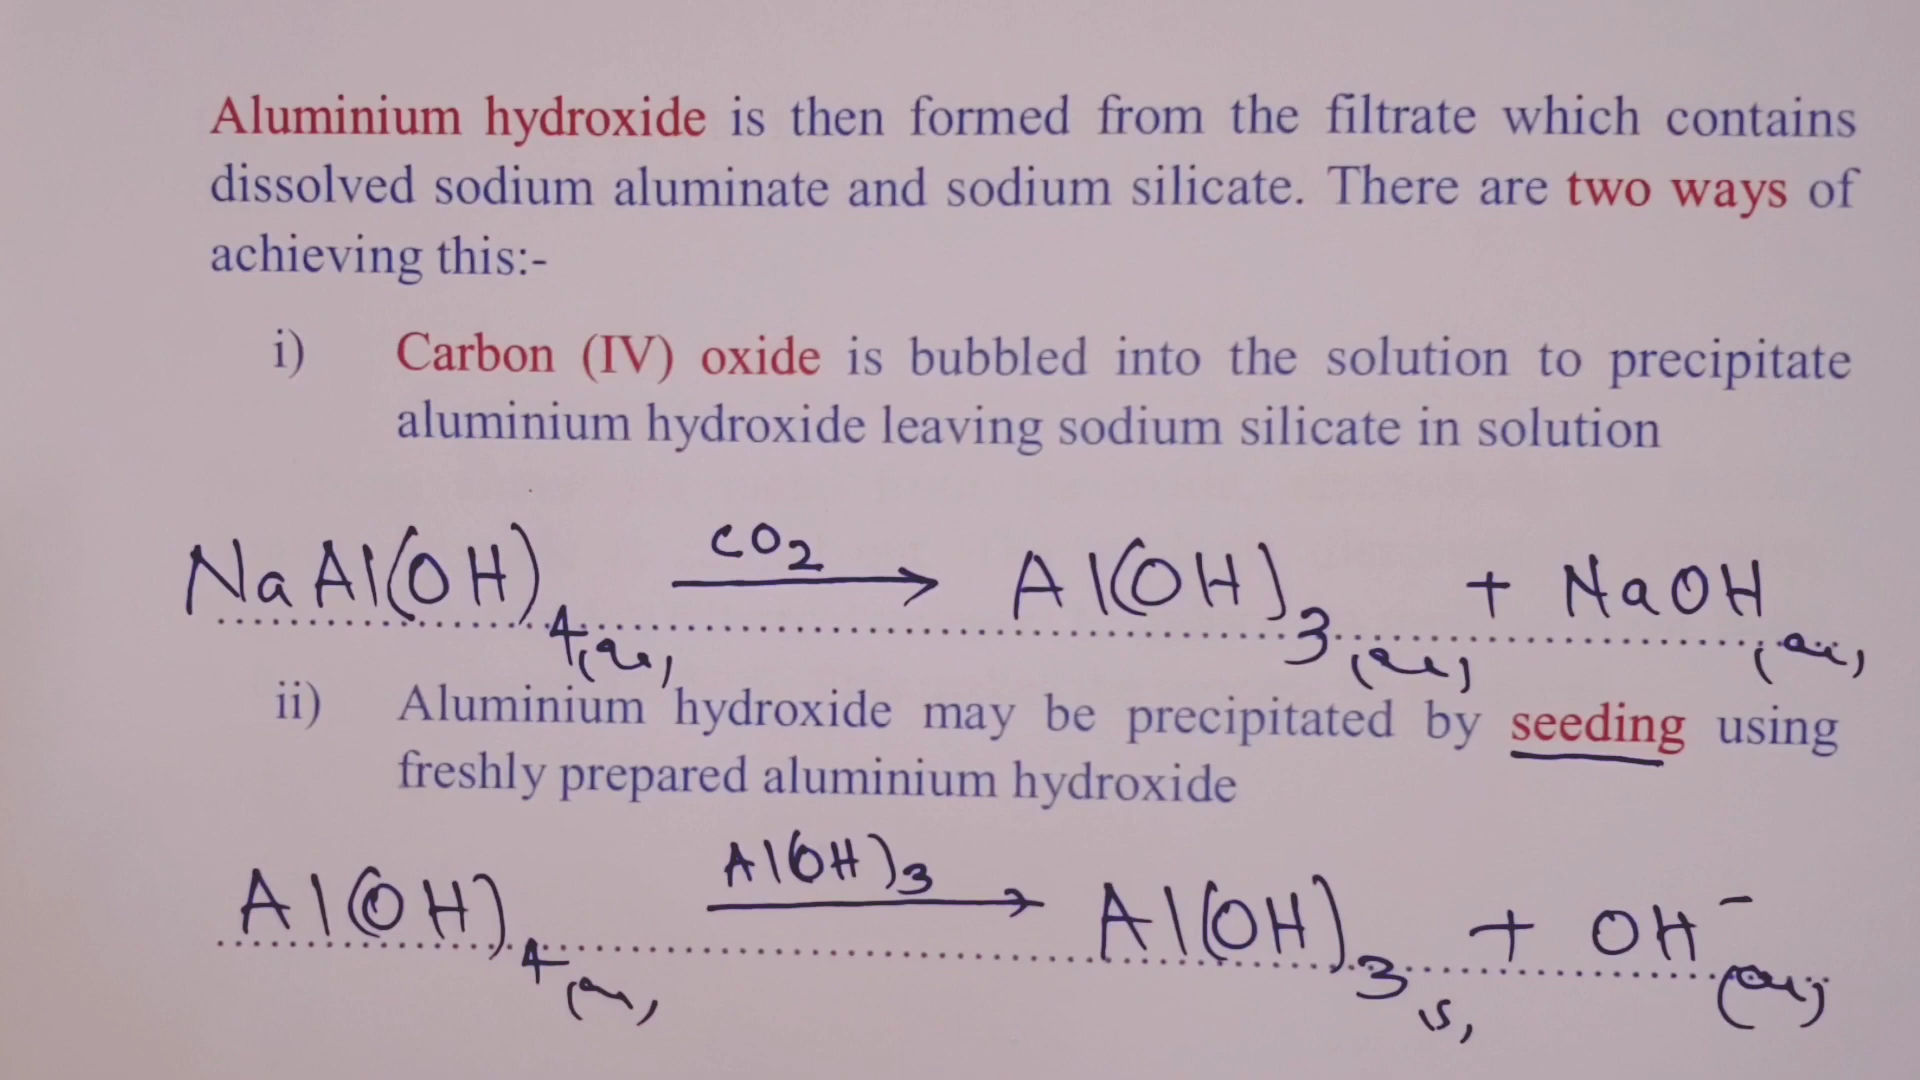 Aluminium hydroxide is then formed from the filtrate which contains
dissolved sodium aluminate and sodium silicate. There are two ways of
achieving this:-
i) Carbon (IV) oxide is bubbled into the solution to precipitate
aluminium hydroxide leaving sodium silicate in solution
NaAl(OH)4(aq) CO2 → Al(OH)3(aq) + NaOH(aq)
ii) Aluminium hydroxide may be precipitated by seeding using
freshly prepared aluminium hydroxide
Al(OH)4(aq) Al(OH)3 → Al(OH)3(s) + OH-(aq)